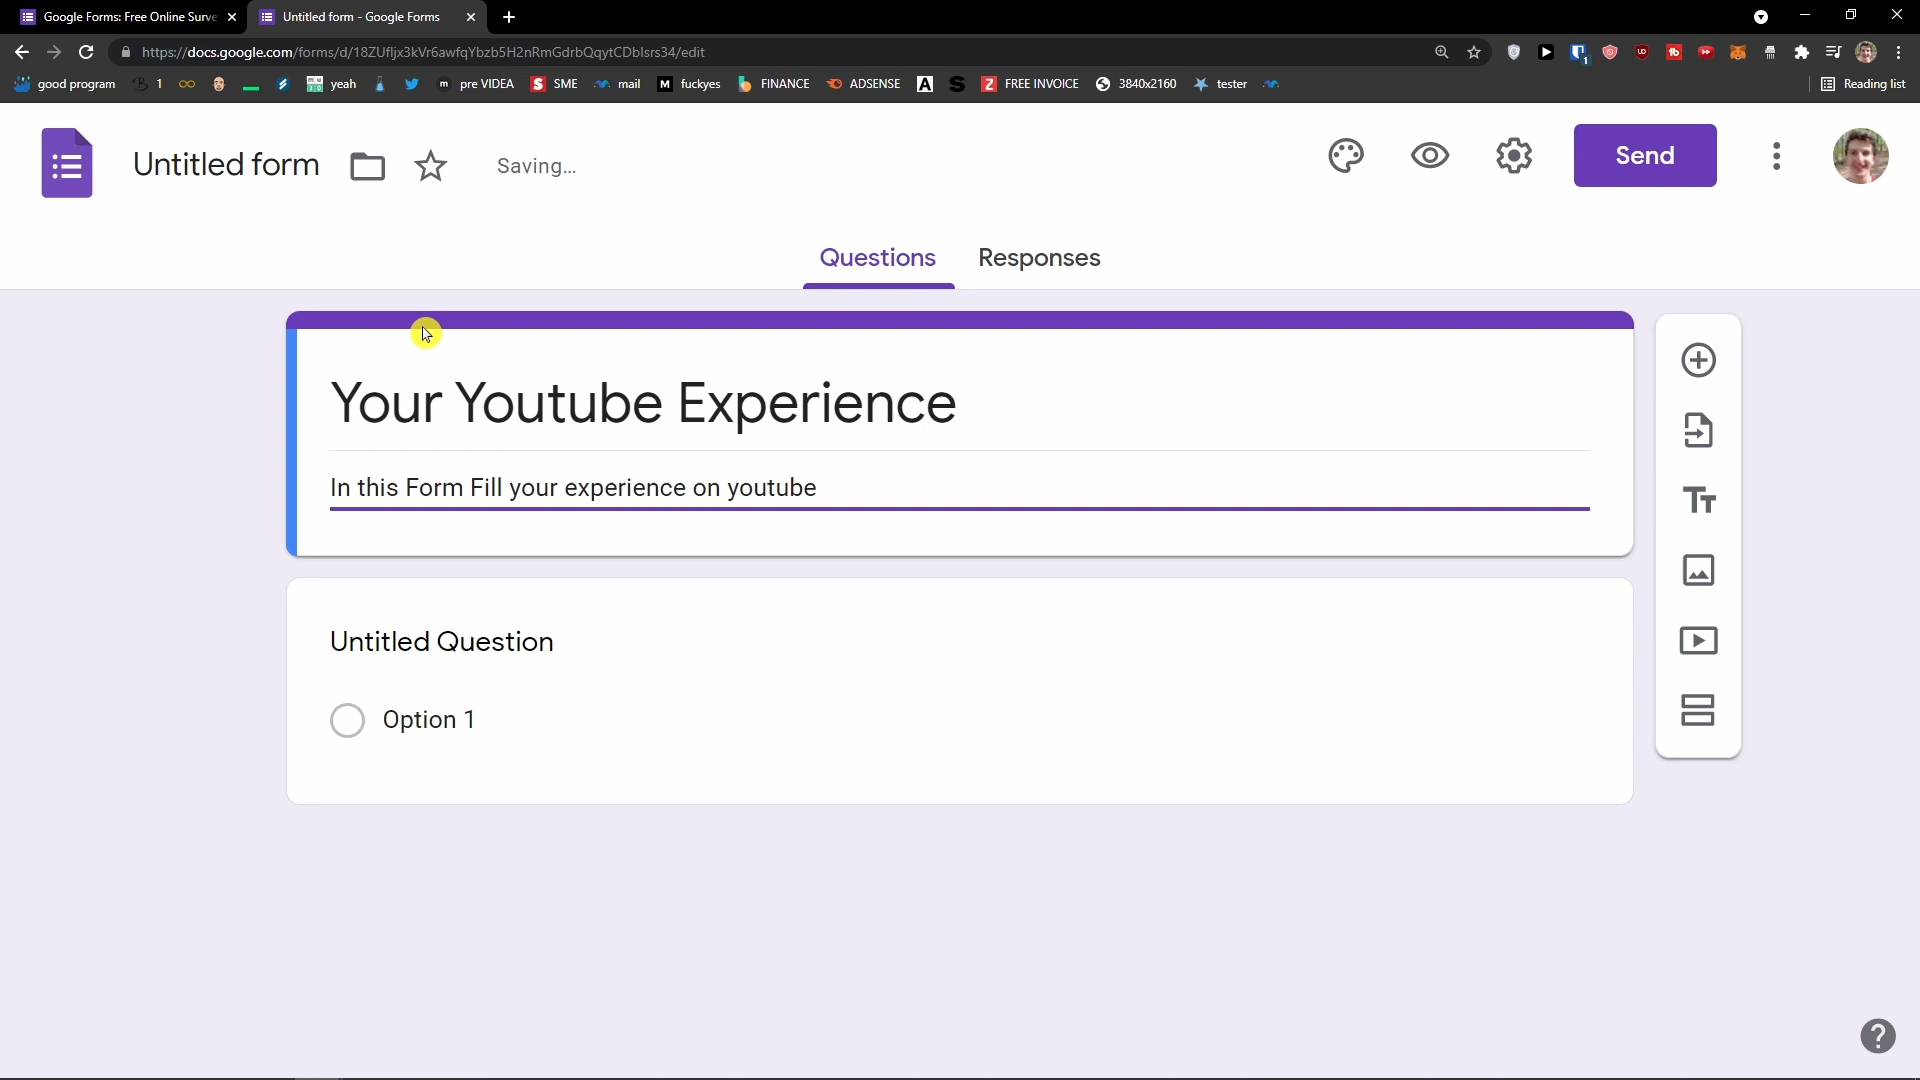 Google Forms: Free Online Surve
Untitled form - Google Forms
https://docs.google.com/forms/d/18ZUfljx3kVr6awfqYbzb5H2nRmGdrbQqytCDblsrs34/edit
good program 1 yeah pre VIDEA SME mail fuckyes FINANCE ADSENSE FREE INVOICE 3840x2160 tester Reading list
Untitled form Saving... Send
Questions Responses
Your Youtube Experience
In this Form Fill your experience on youtube
Untitled Question
Option 1